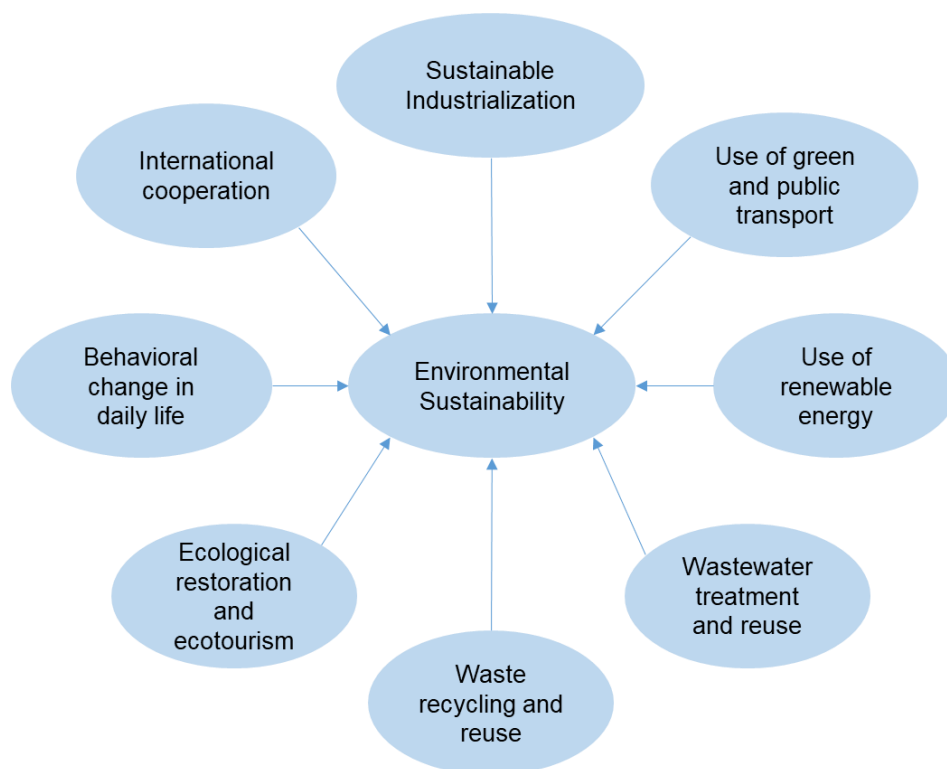 Sustainable
Industrialization
International
cooperation
Use of green
and public
transport
Behavioral
change in
daily life
Environmental
Sustainability
Use of
renewable
energy
Ecological
restoration
and
ecotourism
Wastewater
treatment
and reuse
Waste
recycling and
reuse